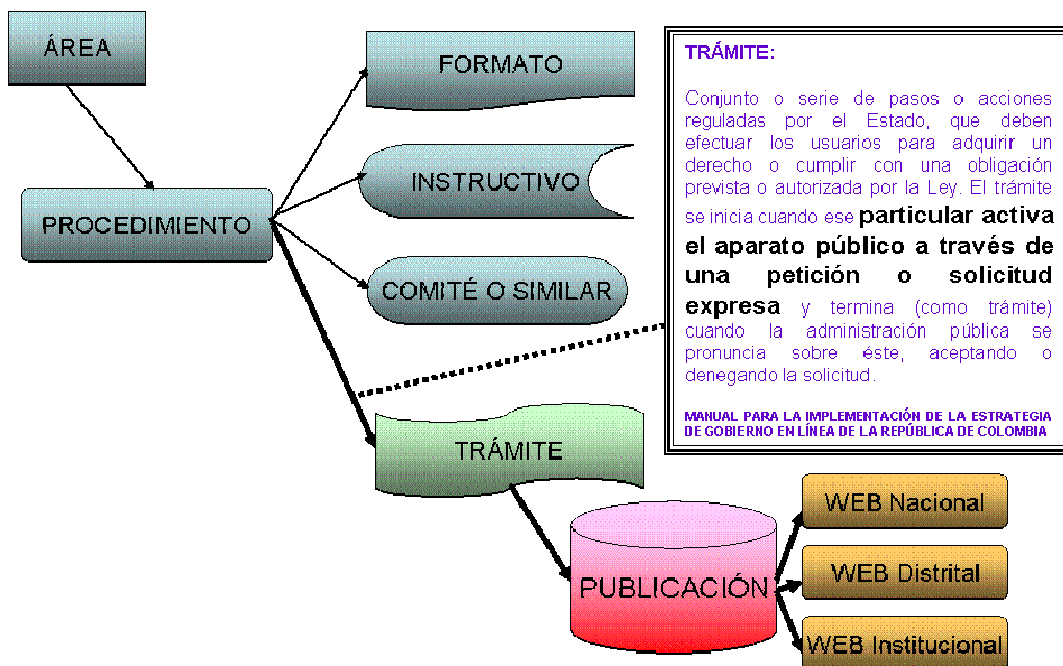 ÁREA
FORMATO
INSTRUCTIVO
PROCEDIMIENTO
COMITÉ O SIMILAR
TRÁMITE
PUBLICACIÓN
WEB Nacional
WEB Distrital
WEB Institucional
TRÁMITE:
Conjunto o serie de pasos o acciones
reguladas por el Estado, que deben
efectuar los usuarios para adquirir un
derecho o cumplir con una obligación
prevista o autorizada por la Ley. El trámite
se inicia cuando ese particular activa
el aparato público a través de
una petición o solicitud
expresa y termina (como trámite)
cuando la administración pública se
pronuncia sobre éste, aceptando o
denegando la solicitud.
MANUAL PARA LA IMPLEMENTACIÓN DE LA ESTRATEGIA
DE GOBIERNO EN LÍNEA DE LA REPÚBLICA DE COLOMBIA